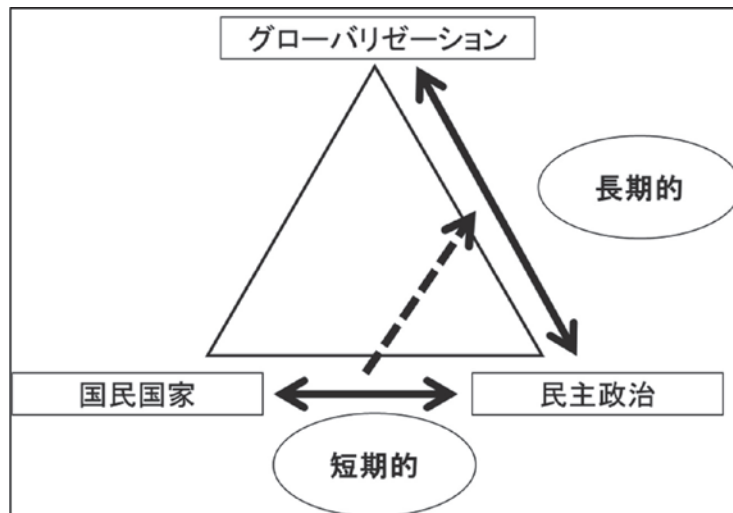 グローバリゼーション
長期的
国民国家
民主政治
短期的